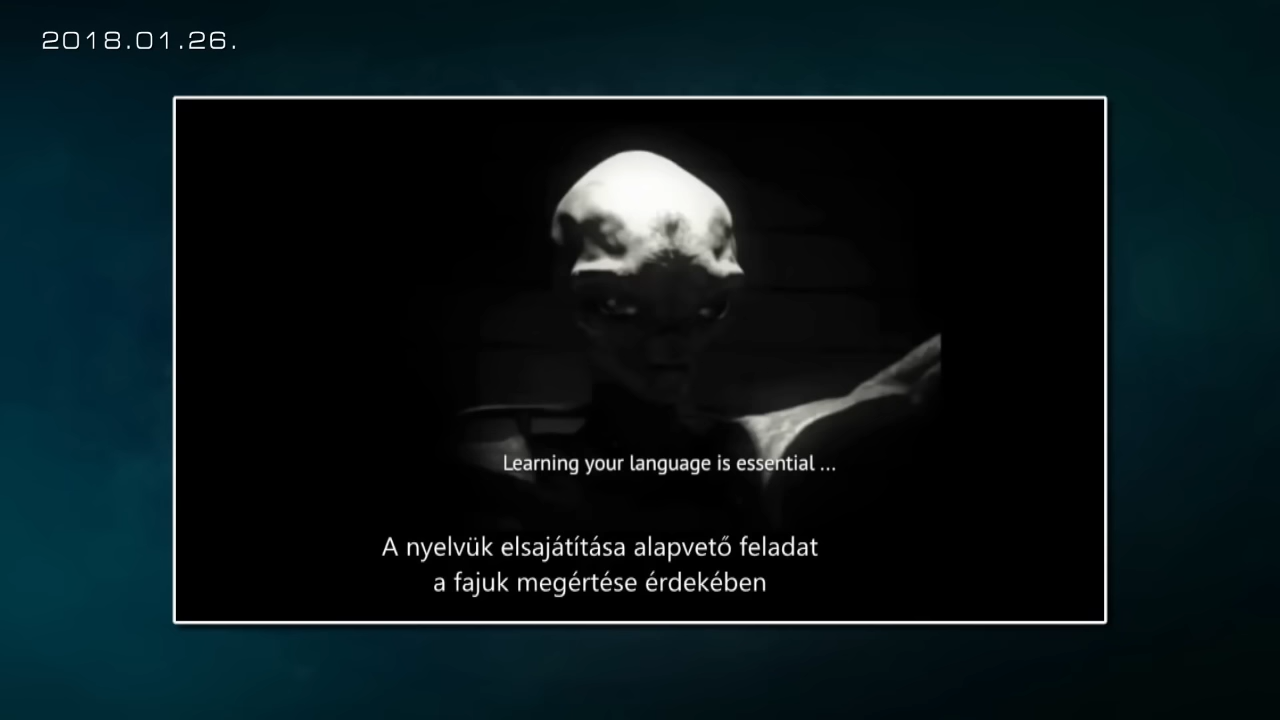 2018.01.26.
Learning your language is essential ...
A nyelvük elsajátítása alapvető feladat
a fajuk megértése érdekében